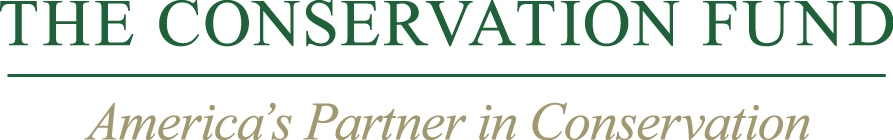 THE CONSERVATION FUND
America's Partner in Conservation